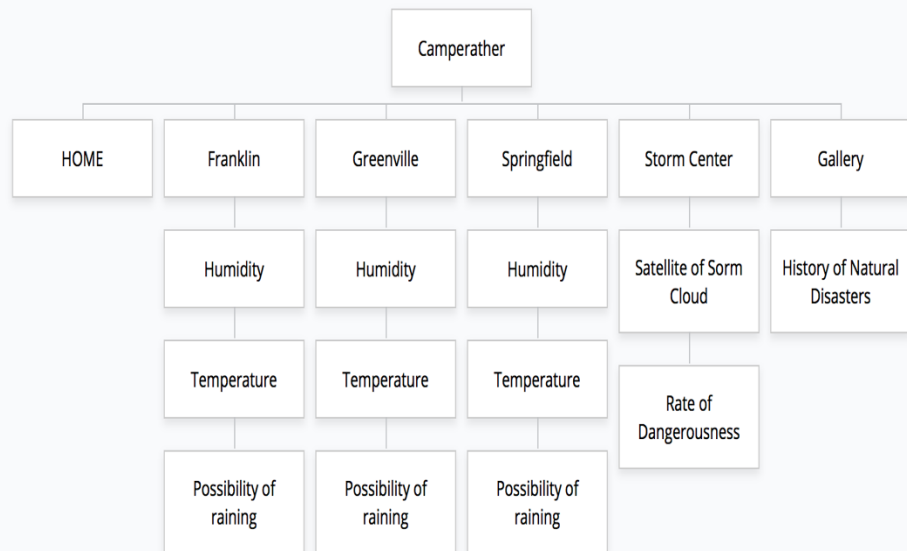 Camperather
HOME
Franklin
Greenville
Springfield
Storm Center
Gallery
Humidity
Humidity
Humidity
Satellite of Sorm
Cloud
History of Natural
Disasters
Temperature
Temperature
Temperature
Rate of
Dangerousness
Possibility of
raining
Possibility of
raining
Possibility of
raining